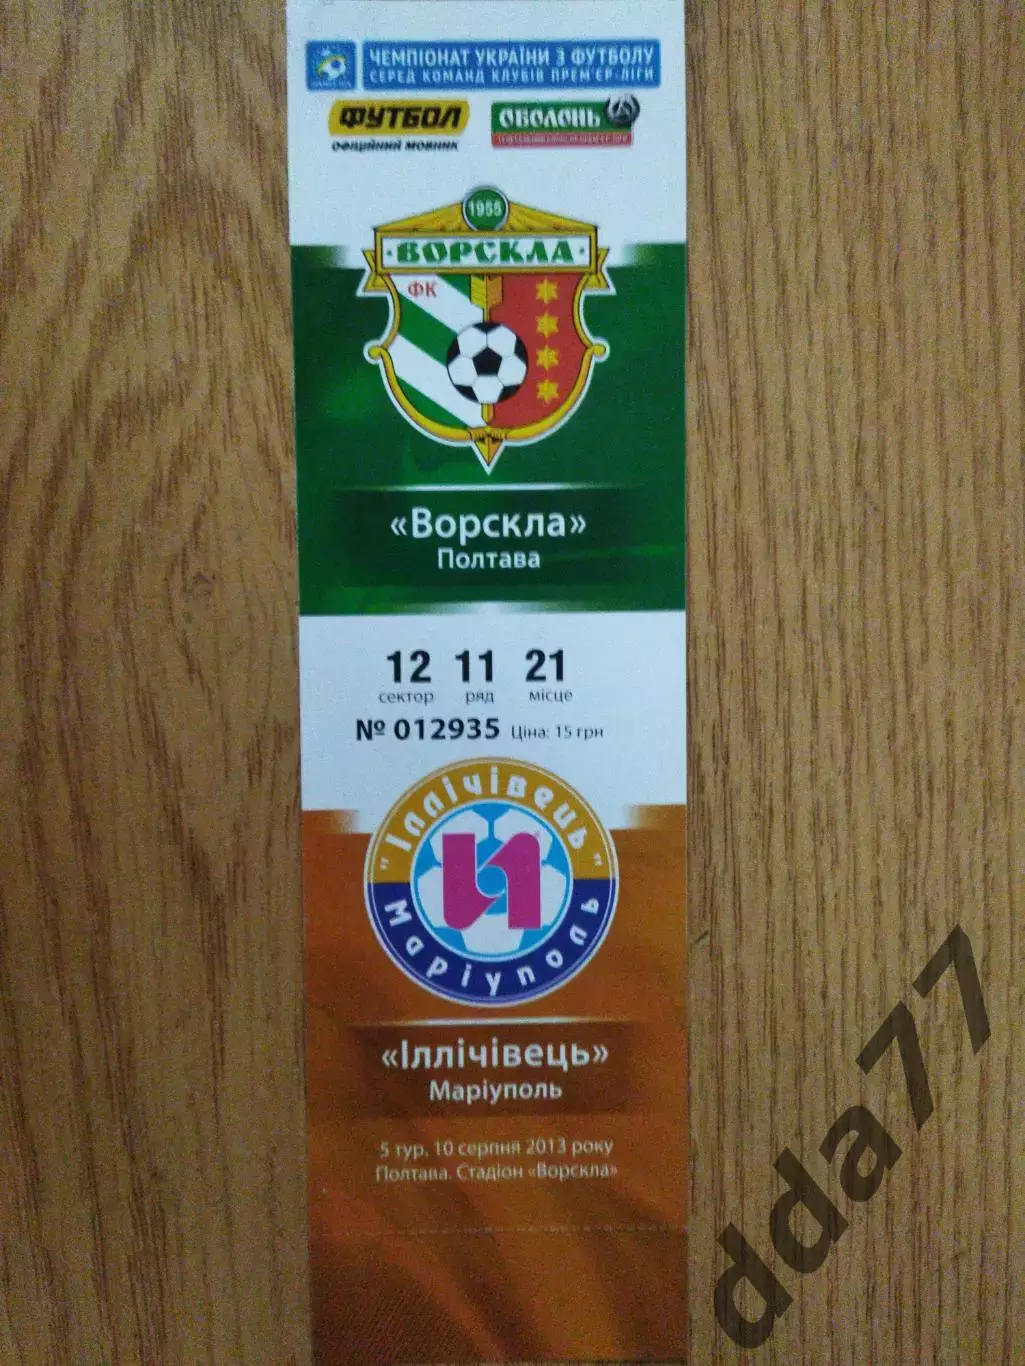 ЧЕМПІОНАТ УКРАЇНИ З ФУТБОЛУ
СЕРЕД КОМАНД КЛУБІВ ПРЕМ'ЄР-ЛІГИ
ФУТБОЛ
ОФІЦІЙНИЙ МОВНИК
ОБОЛОНЬ
1955
·ВОРСКЛА·
ФК
«Ворскла»
Полтава
12 11 21
сектор ряд місце
№ 012935 Ціна: 15 грн
"Іллічівець"
И
Маріуполь
«Іллічівець»
Маріуполь
5 тур, 10 серпня 2013 року
Полтава. Стадіон «Ворскла»
dda77